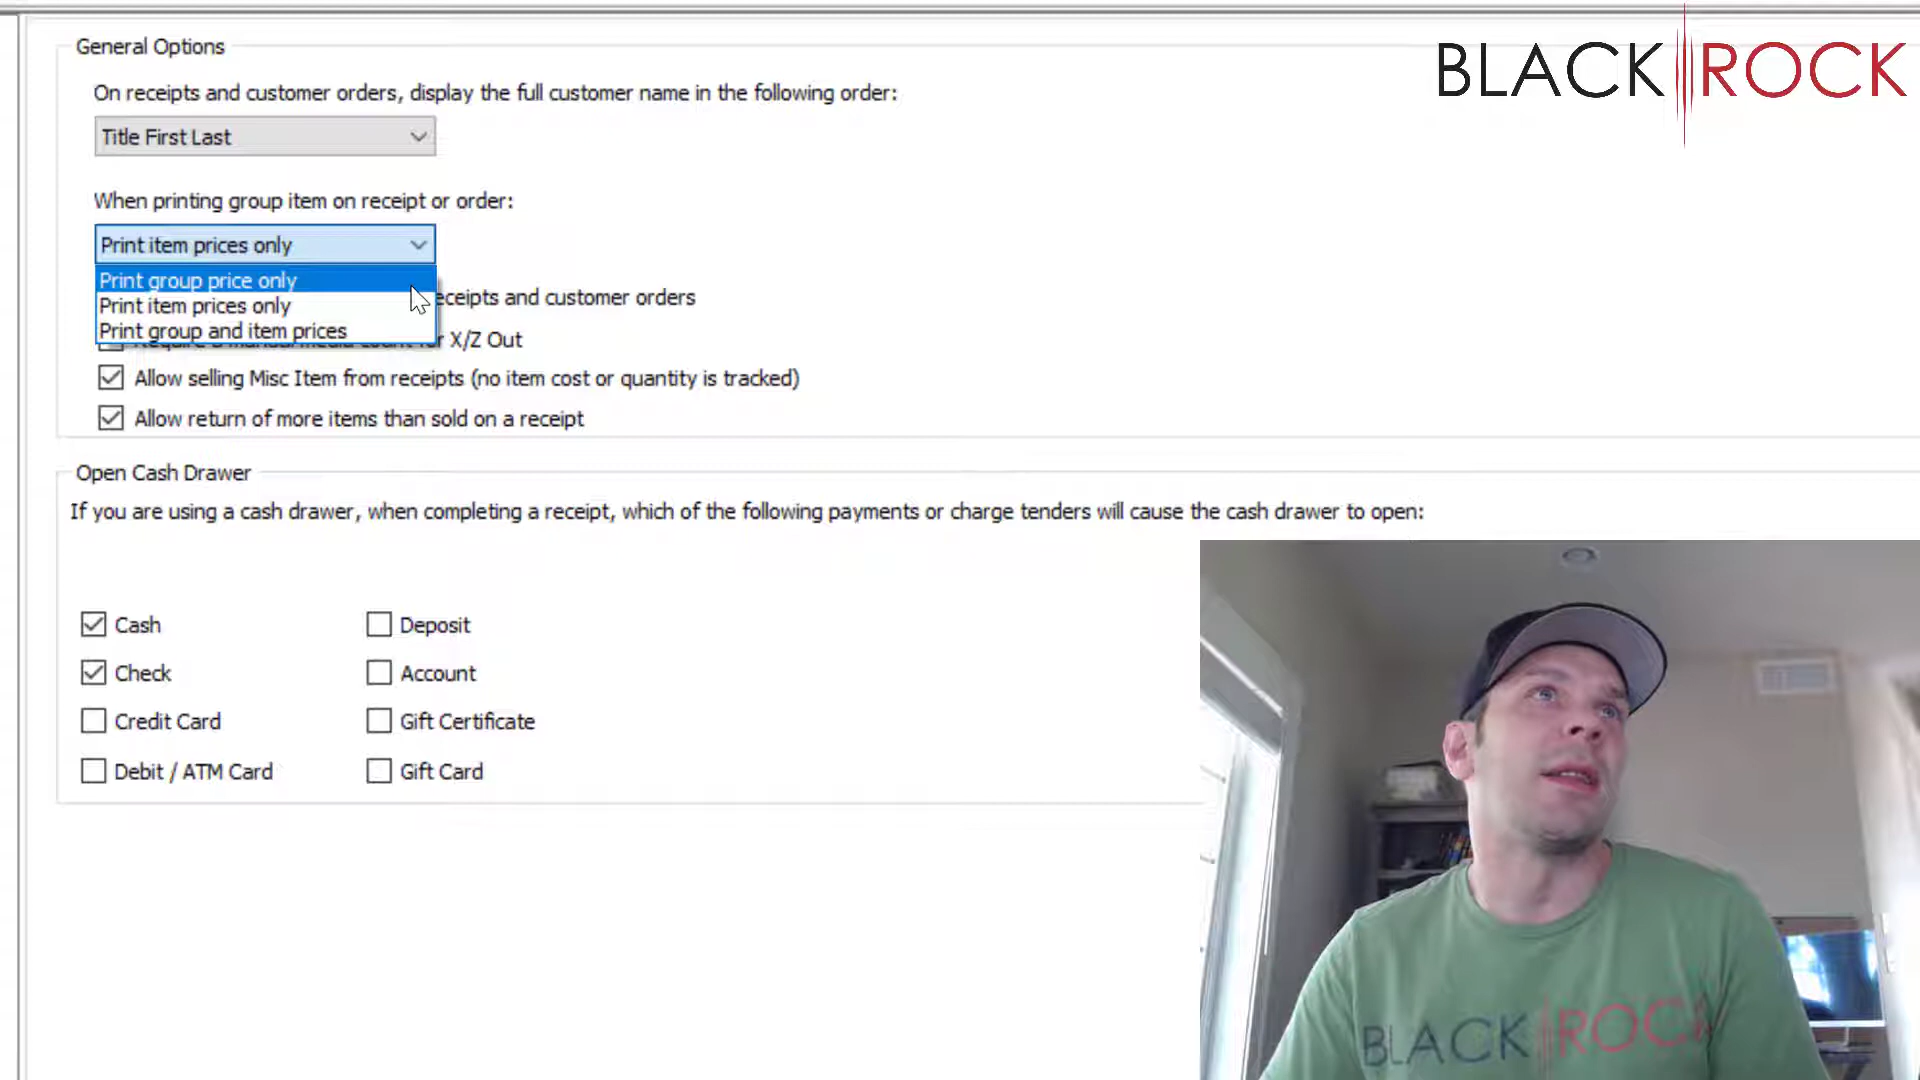 BLACK ROCK
General Options
On receipts and customer orders, display the full customer name in the following order:
Title First Last
When printing group item on receipt or order:
Print item prices only
Print group price only
eceipts and customer orders
Print item prices only
Print group and item prices
X/Z Out
Allow selling Misc Item from receipts (no item cost or quantity is tracked)
Allow return of more items than sold on a receipt
Open Cash Drawer
If you are using a cash drawer, when completing a receipt, which of the following payments or charge tenders will cause the cash drawer to open:
Cash
Deposit
Check
Account
Credit Card
Gift Certificate
Debit / ATM Card
Gift Card
BLACK ROCK